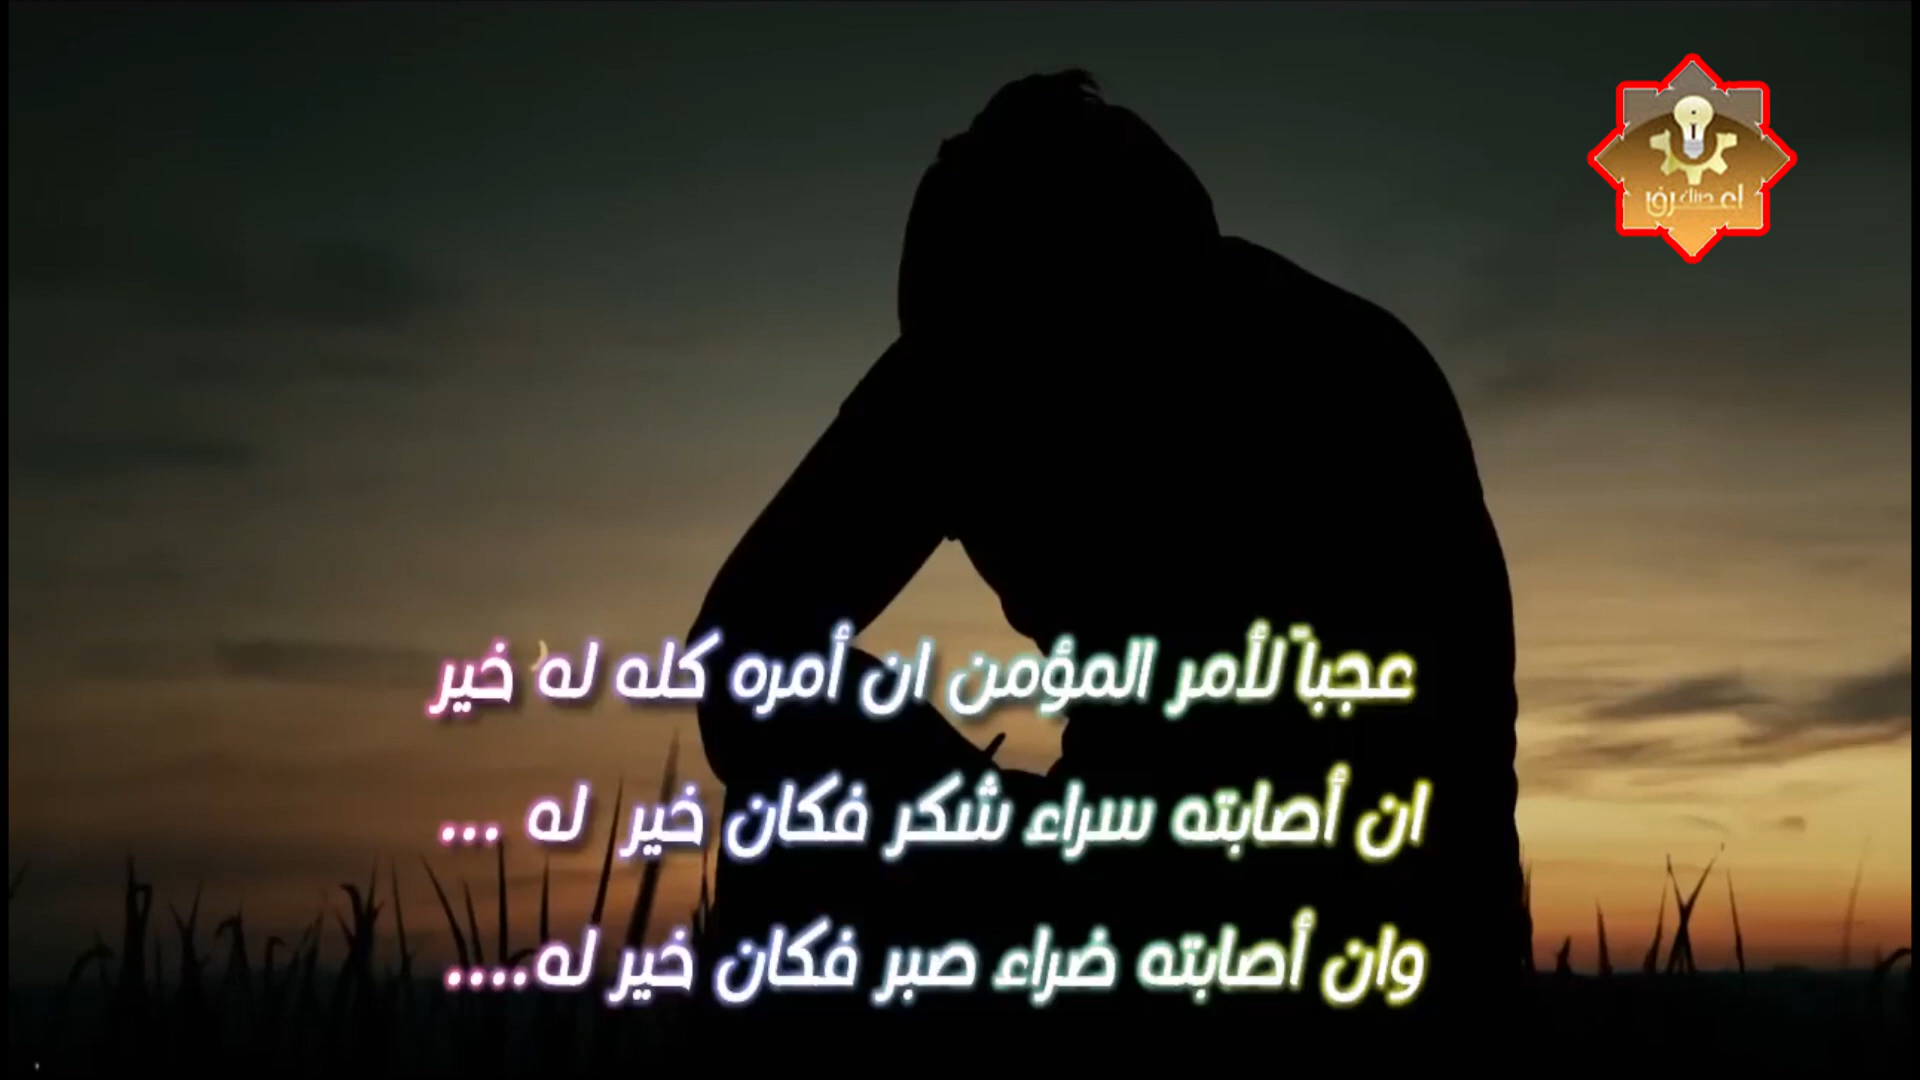 عجباً لأمر المؤمن ان أمره كله له خير
ان أصابته سراء شكر فكان خير له ...
وان أصابته ضراء صبر فكان خير له....